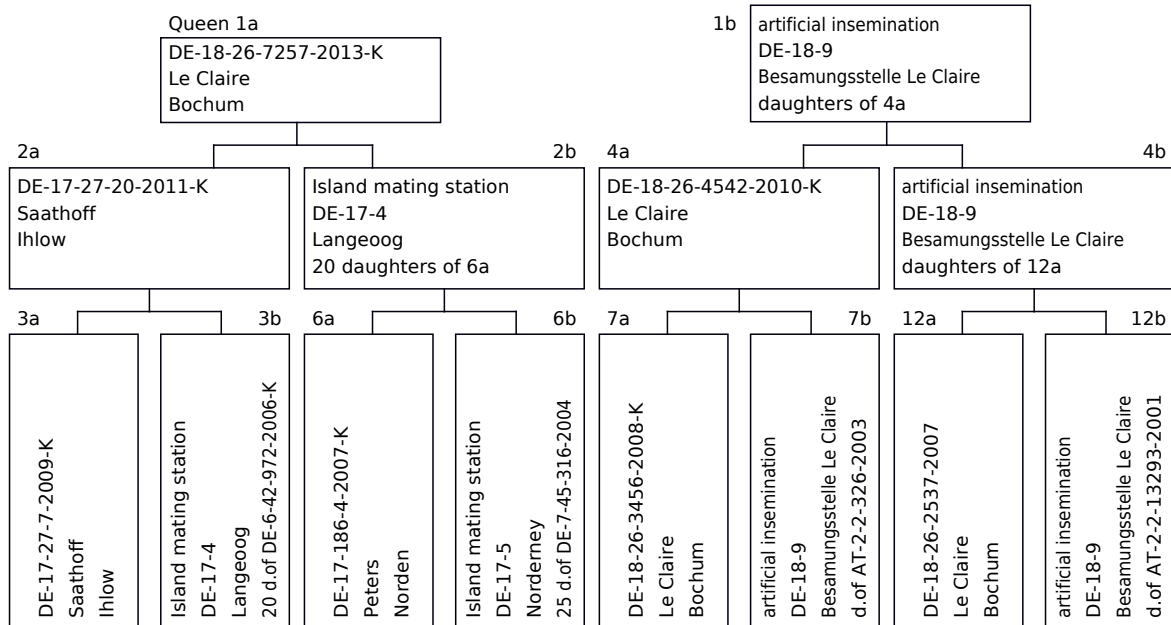 Queen 1a
DE-18-26-7257-2013-K
Le Claire
Bochum
1b
artificial insemination
DE-18-9
Besamungsstelle Le Claire
daughters of 4a
2a
DE-17-27-20-2011-K
Saathoff
Ihlow
2b
Island mating station
DE-17-4
Langeoog
20 daughters of 6a
4a
DE-18-26-4542-2010-K
Le Claire
Bochum
4b
artificial insemination
DE-18-9
Besamungsstelle Le Claire
daughters of 12a
3a
DE-17-27-7-2009-K
Saathoff
Ihlow
3b
Island mating station
DE-17-4
Langeoog
20 d.of DE-6-42-972-2006-K
6a
DE-17-186-4-2007-K
Peters
Norden
6b
Island mating station
DE-17-5
Norderney
25 d.of DE-7-45-316-2004
7a
DE-18-26-3456-2008-K
Le Claire
Bochum
7b
artificial insemination
DE-18-9
Besamungsstelle Le Claire
d.of AT-2-2-326-2003
12a
DE-18-26-2537-2007
Le Claire
Bochum
12b
artificial insemination
DE-18-9
Besamungsstelle Le Claire
d.of AT-2-2-13293-2001